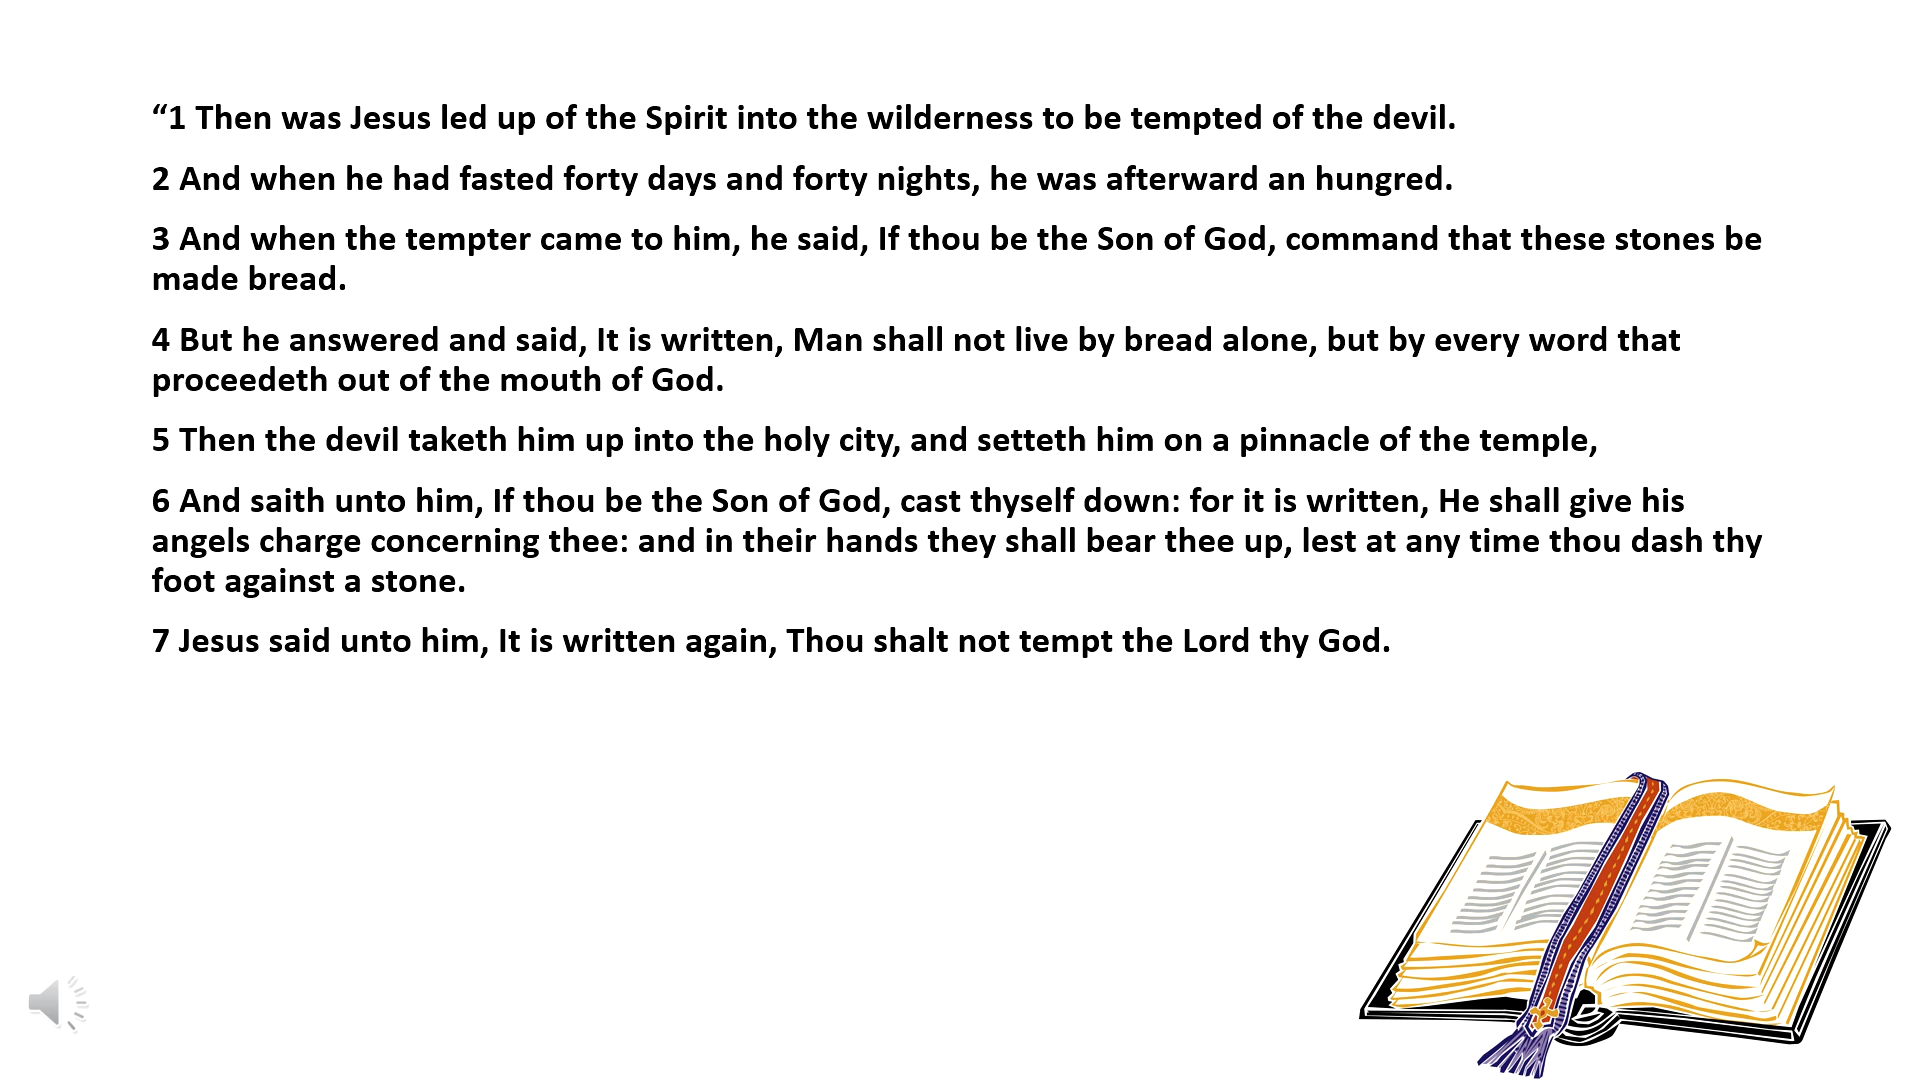 “1 Then was Jesus led up of the Spirit into the wilderness to be tempted of the devil.
2 And when he had fasted forty days and forty nights, he was afterward an hungred.
3 And when the tempter came to him, he said, If thou be the Son of God, command that these stones be
made bread.
4 But he answered and said, It is written, Man shall not live by bread alone, but by every word that
proceedeth out of the mouth of God.
5 Then the devil taketh him up into the holy city, and setteth him on a pinnacle of the temple,
6 And saith unto him, If thou be the Son of God, cast thyself down: for it is written, He shall give his
angels charge concerning thee: and in their hands they shall bear thee up, lest at any time thou dash thy
foot against a stone.
7 Jesus said unto him, It is written again, Thou shalt not tempt the Lord thy God.